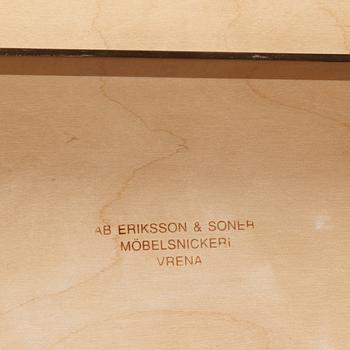 AB ERIKSSON & SONER
MÖBELSNICKERI
VRENA